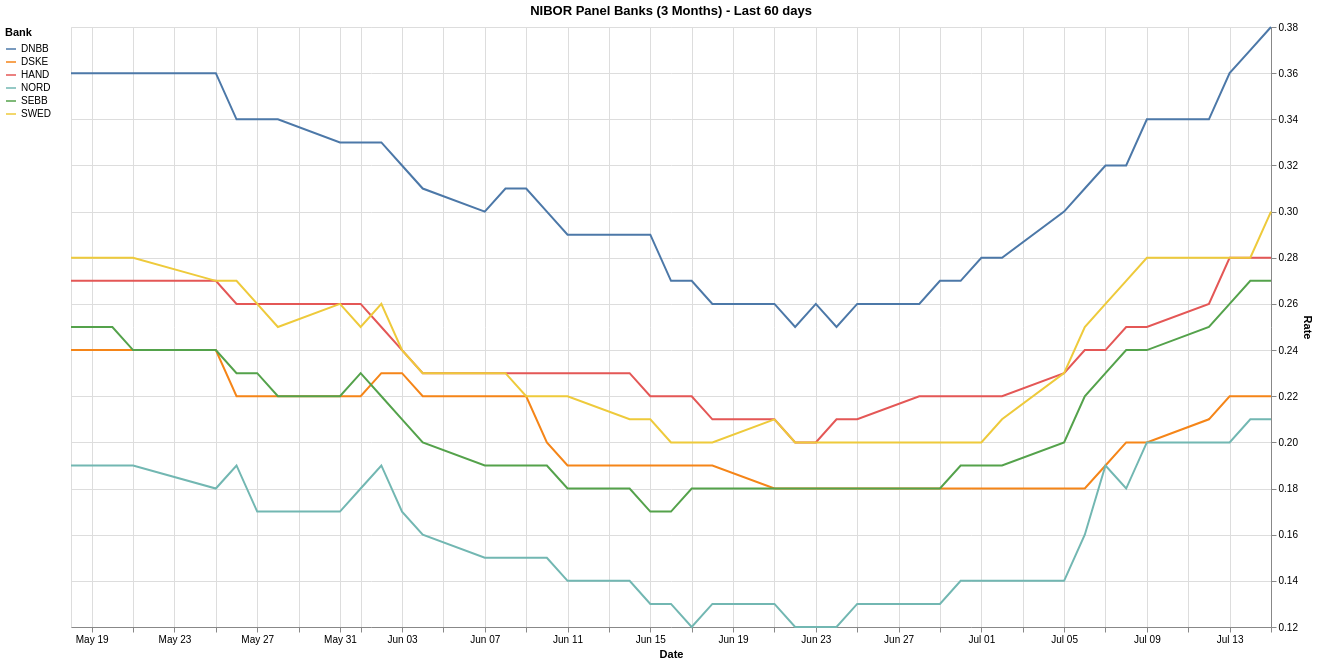 NIBOR Panel Banks (3 Months) - Last 60 days
Bank
DNBB
DSKE
HAND
NORD
SEBB
SWED
0.38
0.36
0.34
0.32
0.30
0.28
0.26
0.24
0.22
0.20
0.18
0.16
0.14
0.12
Rate
May 19 May 23 May 27 May 31 Jun 03 Jun 07 Jun 11 Jun 15 Jun 19 Jun 23 Jun 27 Jul 01 Jul 05 Jul 09 Jul 13
Date